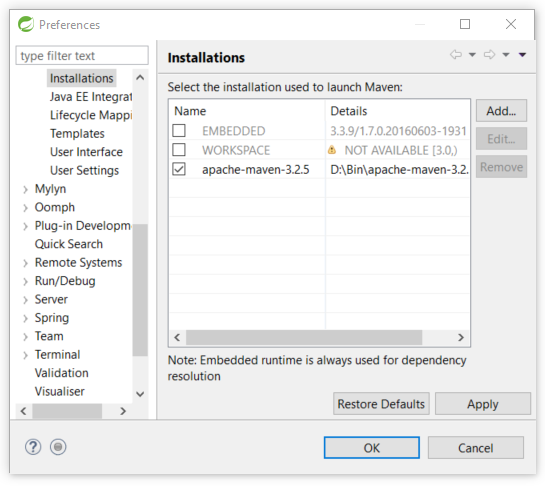 Preferences
type filter text
Installations
Java EE Integrat
Lifecycle Mapp
Templates
User Interface
User Settings
Mylyn
Oomph
Plug-in Developm
Quick Search
Remote Systems
Run/Debug
Server
Spring
Team
Terminal
Validation
Visualiser
Installations
Select the installation used to launch Maven:
Name Details
EMBEDDED 3.3.9/1.7.0.20160603-1931
WORKSPACE NOT AVAILABLE [3.0,)
apache-maven-3.2.5 D:\Bin\apache-maven-3.2.
Add...
Edit...
Remove
Note: Embedded runtime is always used for dependency
resolution
Restore Defaults Apply
OK Cancel